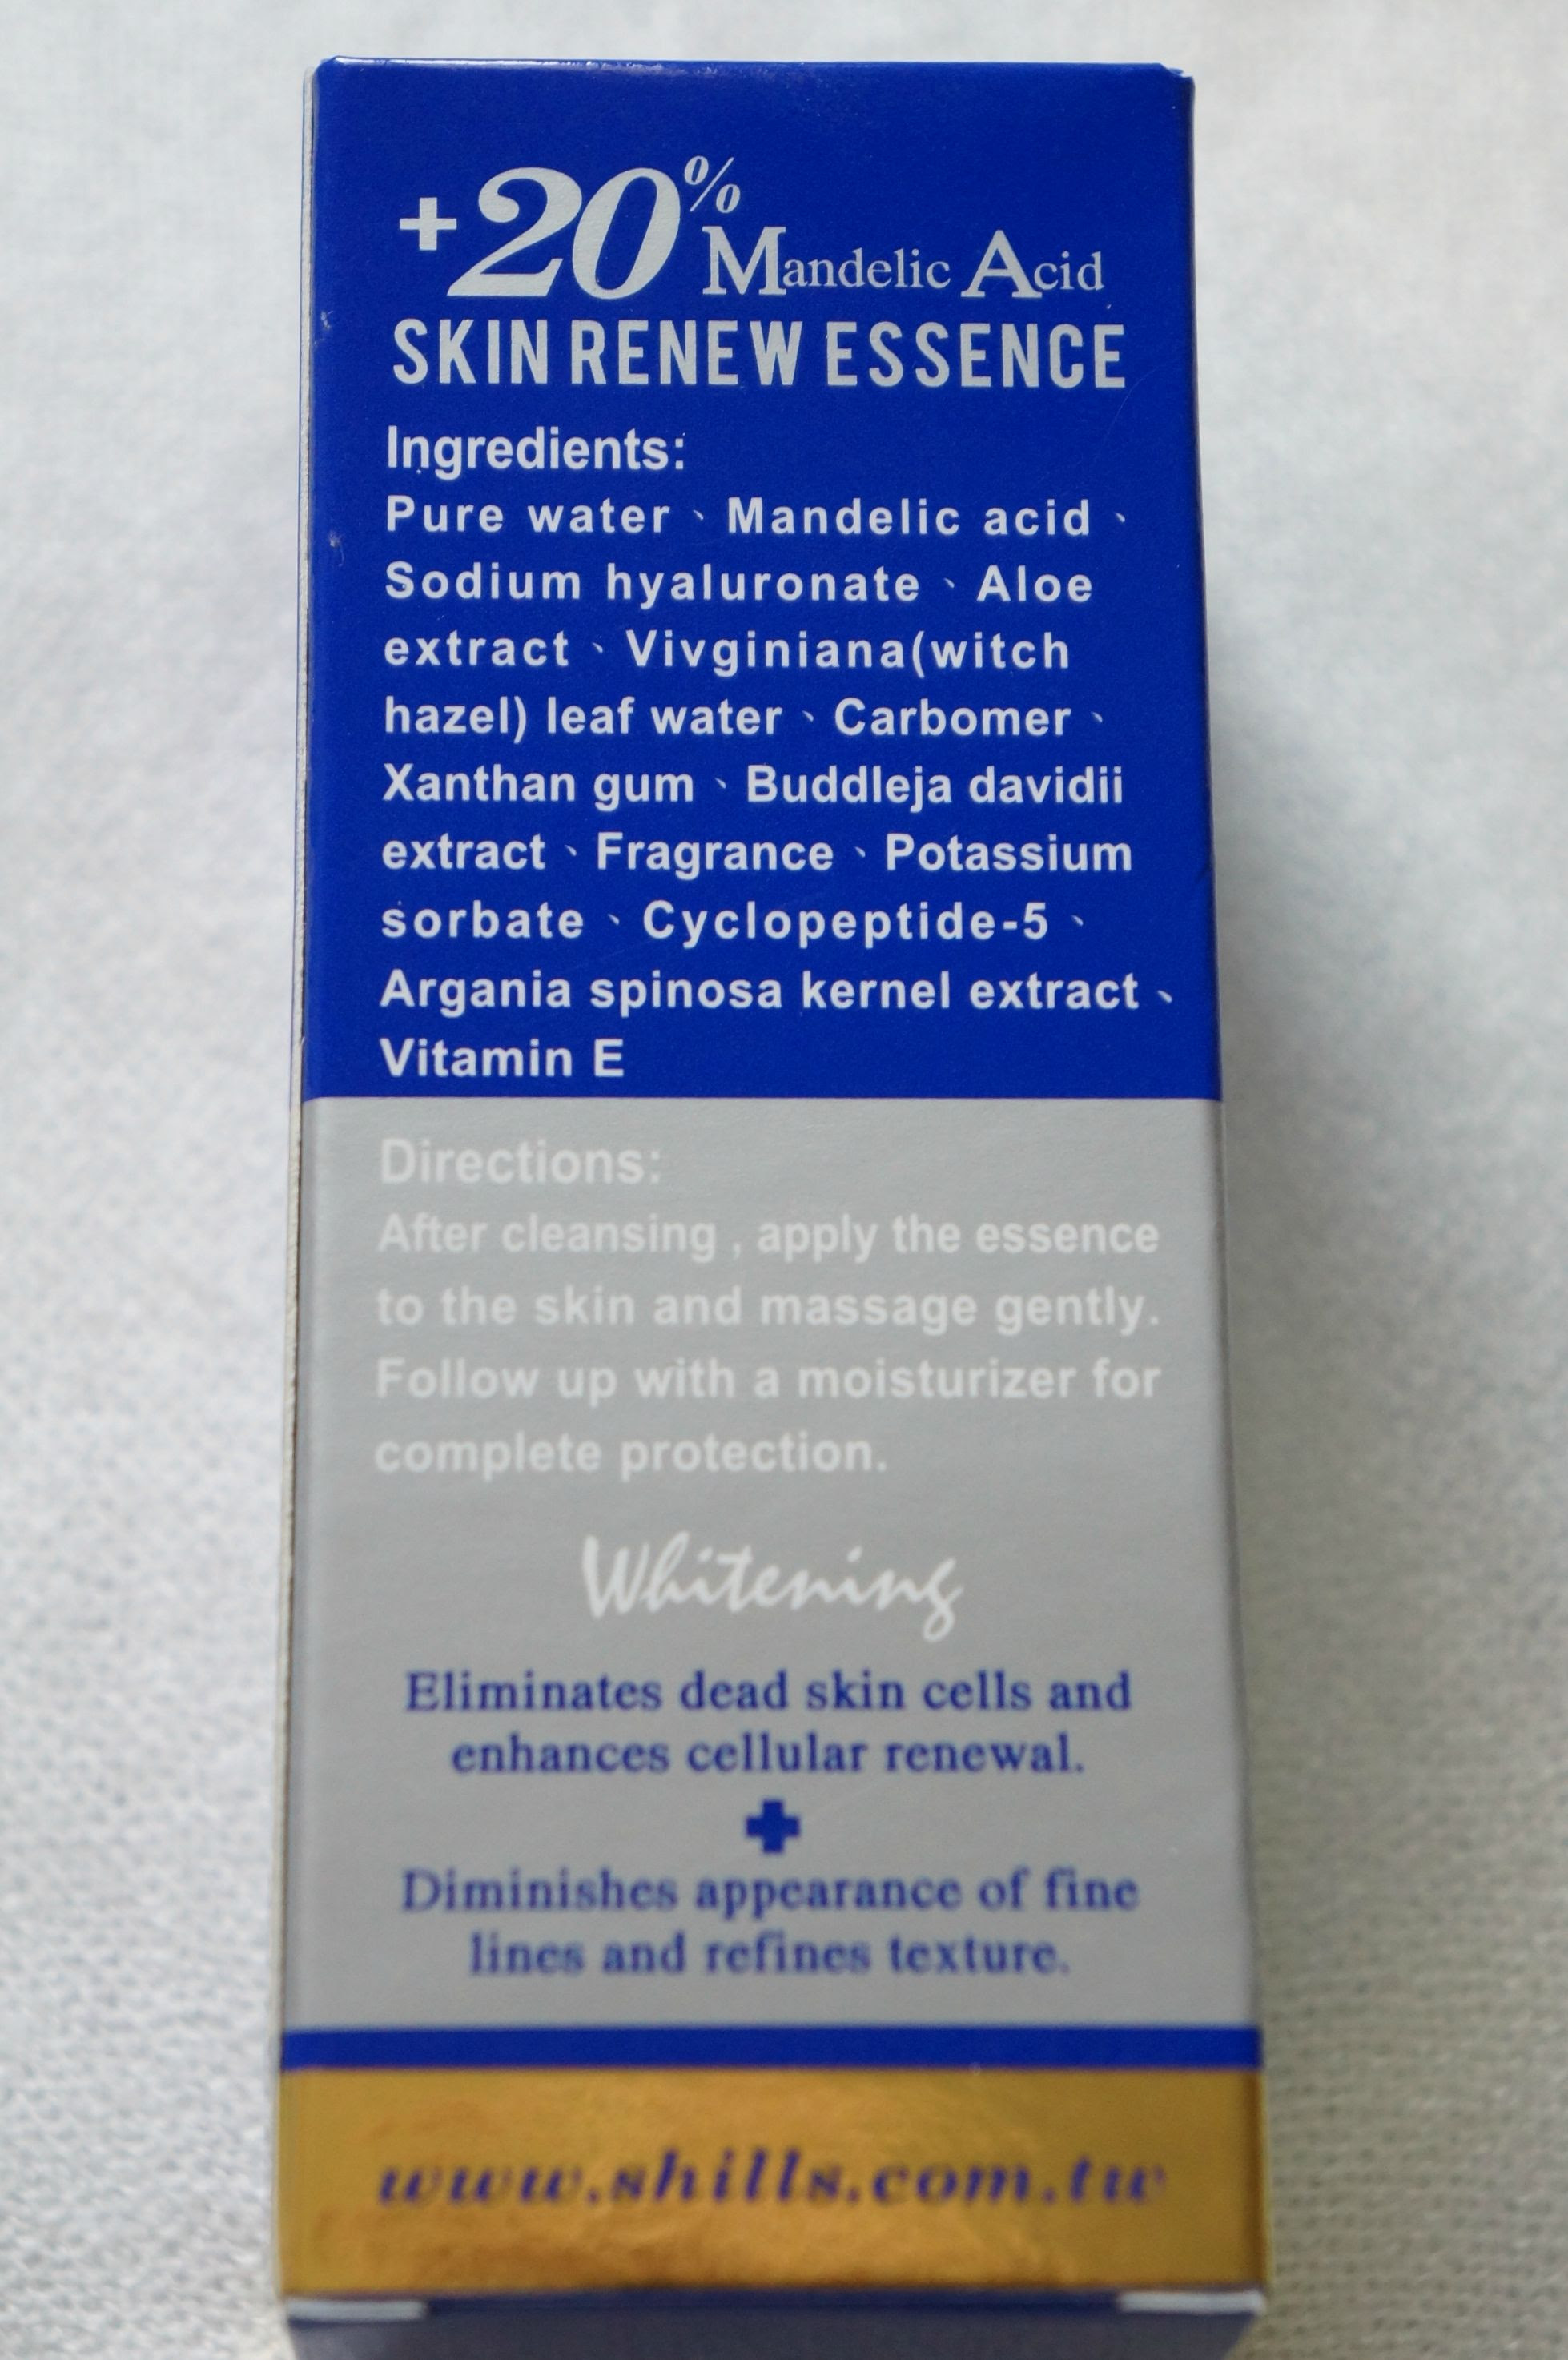 +20% Mandelic Acid
SKIN RENEW ESSENCE
Ingredients:
Pure water、Mandelic acid、
Sodium hyaluronate、Aloe
extract、Vivginiana(witch
hazel) leaf water、Carbomer、
Xanthan gum、Buddleja davidii
extract、Fragrance、Potassium
sorbate、Cyclopeptide-5、
Argania spinosa kernel extract、
Vitamin E
Directions:
After cleansing , apply the essence
to the skin and massage gently.
Follow up with a moisturizer for
complete protection.
Whitening
Eliminates dead skin cells and
enhances cellular renewal.
+
Diminishes appearance of fine
lines and refines texture.
www.shills.com.tw